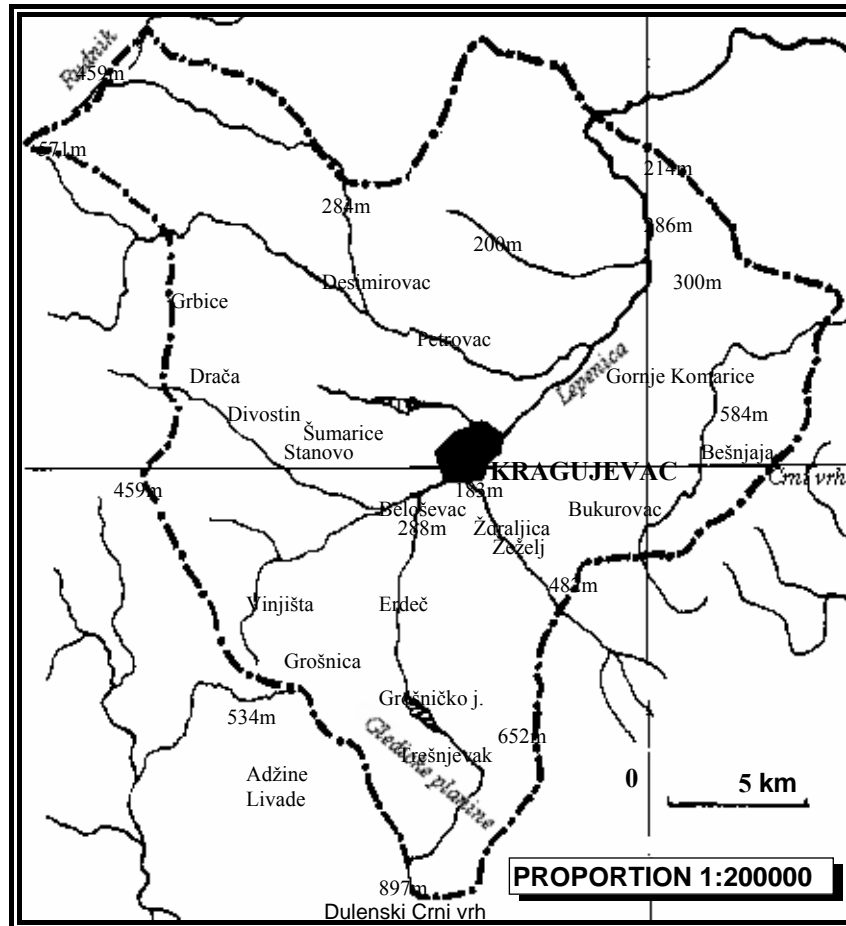 Rudnik
459m
571m
214m
284m
286m
200m
Desimirovac
300m
Grbice
Petrovac
Lepenica
Drača
Gornje Komarice
Divostin
584m
Šumarice
Stanovo
Bešnjaja
KRAGUJEVAC
Crni vrh
459m
183m
Beloševac
Bukurovac
288m
Ždraljica
Žeželj
482m
Vinjišta
Erdeč
Grošnica
Grošničko j.
534m
652m
Gledićke planine
Trešnjevak
Adžine
Livade
0
5 km
PROPORTION 1:200000
897m
Dulenski Crni vrh